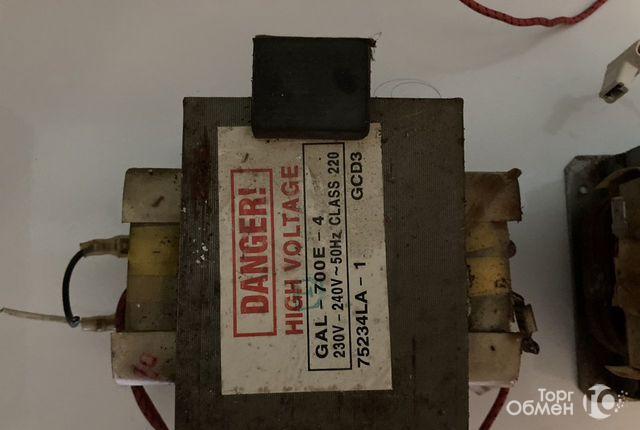 DANGER!
HIGH VOLTAGE
GAL-700E-4
230V-240V~50Hz CLASS 220
75234LA-1 GCD3
Торг
Обмен